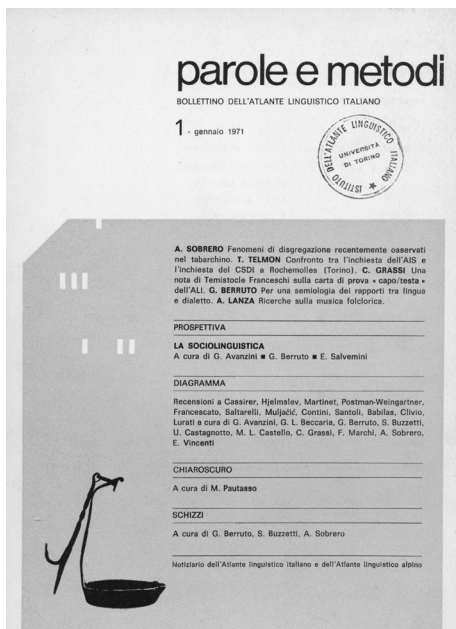 parole e metodi
BOLLETTINO DELL'ATLANTE LINGUISTICO ITALIANO
1 - gennaio 1971
ISTITUTO DELL'ATLANTE LINGUISTICO ITALIANO
UNIVERSITÀ
DI TORINO
A. SOBRERO Fenomeni di disgregazione recentemente osservati
nel tabarchino. T. TELMON Confronto tra l'inchiesta dell'AIS e
l'inchiesta del CSDI a Rochemolles (Torino). C. GRASSI Una
nota di Temistocle Franceschi sulla carta di prova « capo/testa »
dell'ALI. G. BERRUTO Per una semiologia dei rapporti tra lingua
e dialetto. A. LANZA Ricerche sulla musica folclorica.
PROSPETTIVA
LA SOCIOLINGUISTICA
A cura di G. Avanzini ■ G. Berruto ■ E. Salvemini
DIAGRAMMA
Recensioni a Cassirer, Hjelmslev, Martinet, Postman-Weingartner,
Francescato, Saltarelli, Muljačić, Contini, Santoli, Babilas, Clivio,
Lurati a cura di G. Avanzini, G. L. Beccaria, G. Berruto, S. Buzzetti,
U. Castagnotto, M. L. Castello, C. Grassi, F. Marchi, A. Sobrero,
E. Vincenti
CHIAROSCURO
A cura di M. Pautasso
SCHIZZI
A cura di G. Berruto, S. Buzzetti, A. Sobrero
Notiziario dell'Atlante linguistico italiano e dell'Atlante linguistico alpino